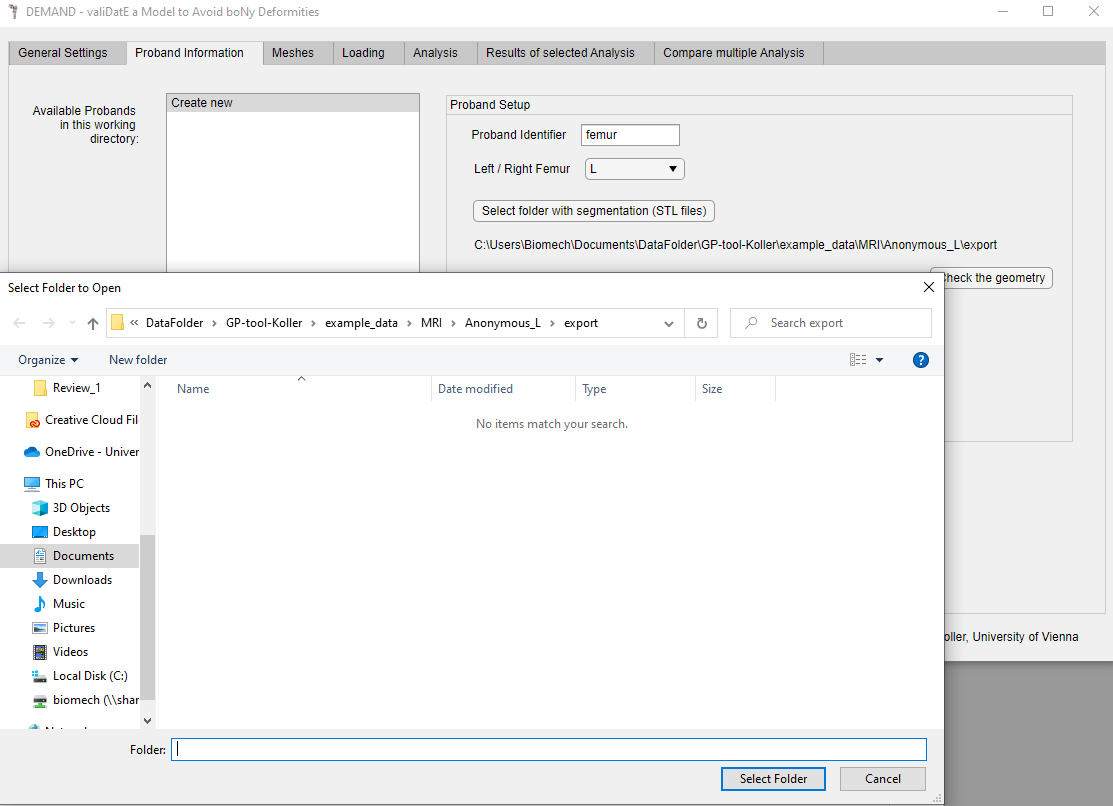 DEMAND - valiDatE a Model to Avoid boNy Deformities
General Settings
Proband Information
Meshes
Loading
Analysis
Results of selected Analysis
Compare multiple Analysis
Available Probands
in this working
directory:
Create new
Proband Setup
Proband Identifier
femur
Left / Right Femur
L
Select folder with segmentation (STL files)
C:\Users\Biomech\Documents\DataFolder\GP-tool-Koller\example_data\MRI\Anonymous_L\export
Check the geometry
Select Folder to Open
« DataFolder › GP-tool-Koller › example_data › MRI › Anonymous_L › export
Search export
Organize
New folder
Review_1
Creative Cloud Fil
OneDrive - Univer
This PC
3D Objects
Desktop
Documents
Downloads
Music
Pictures
Videos
Local Disk (C:)
biomech (\\shar
Name
Date modified
Type
Size
No items match your search.
oller, University of Vienna
Folder:
Select Folder
Cancel